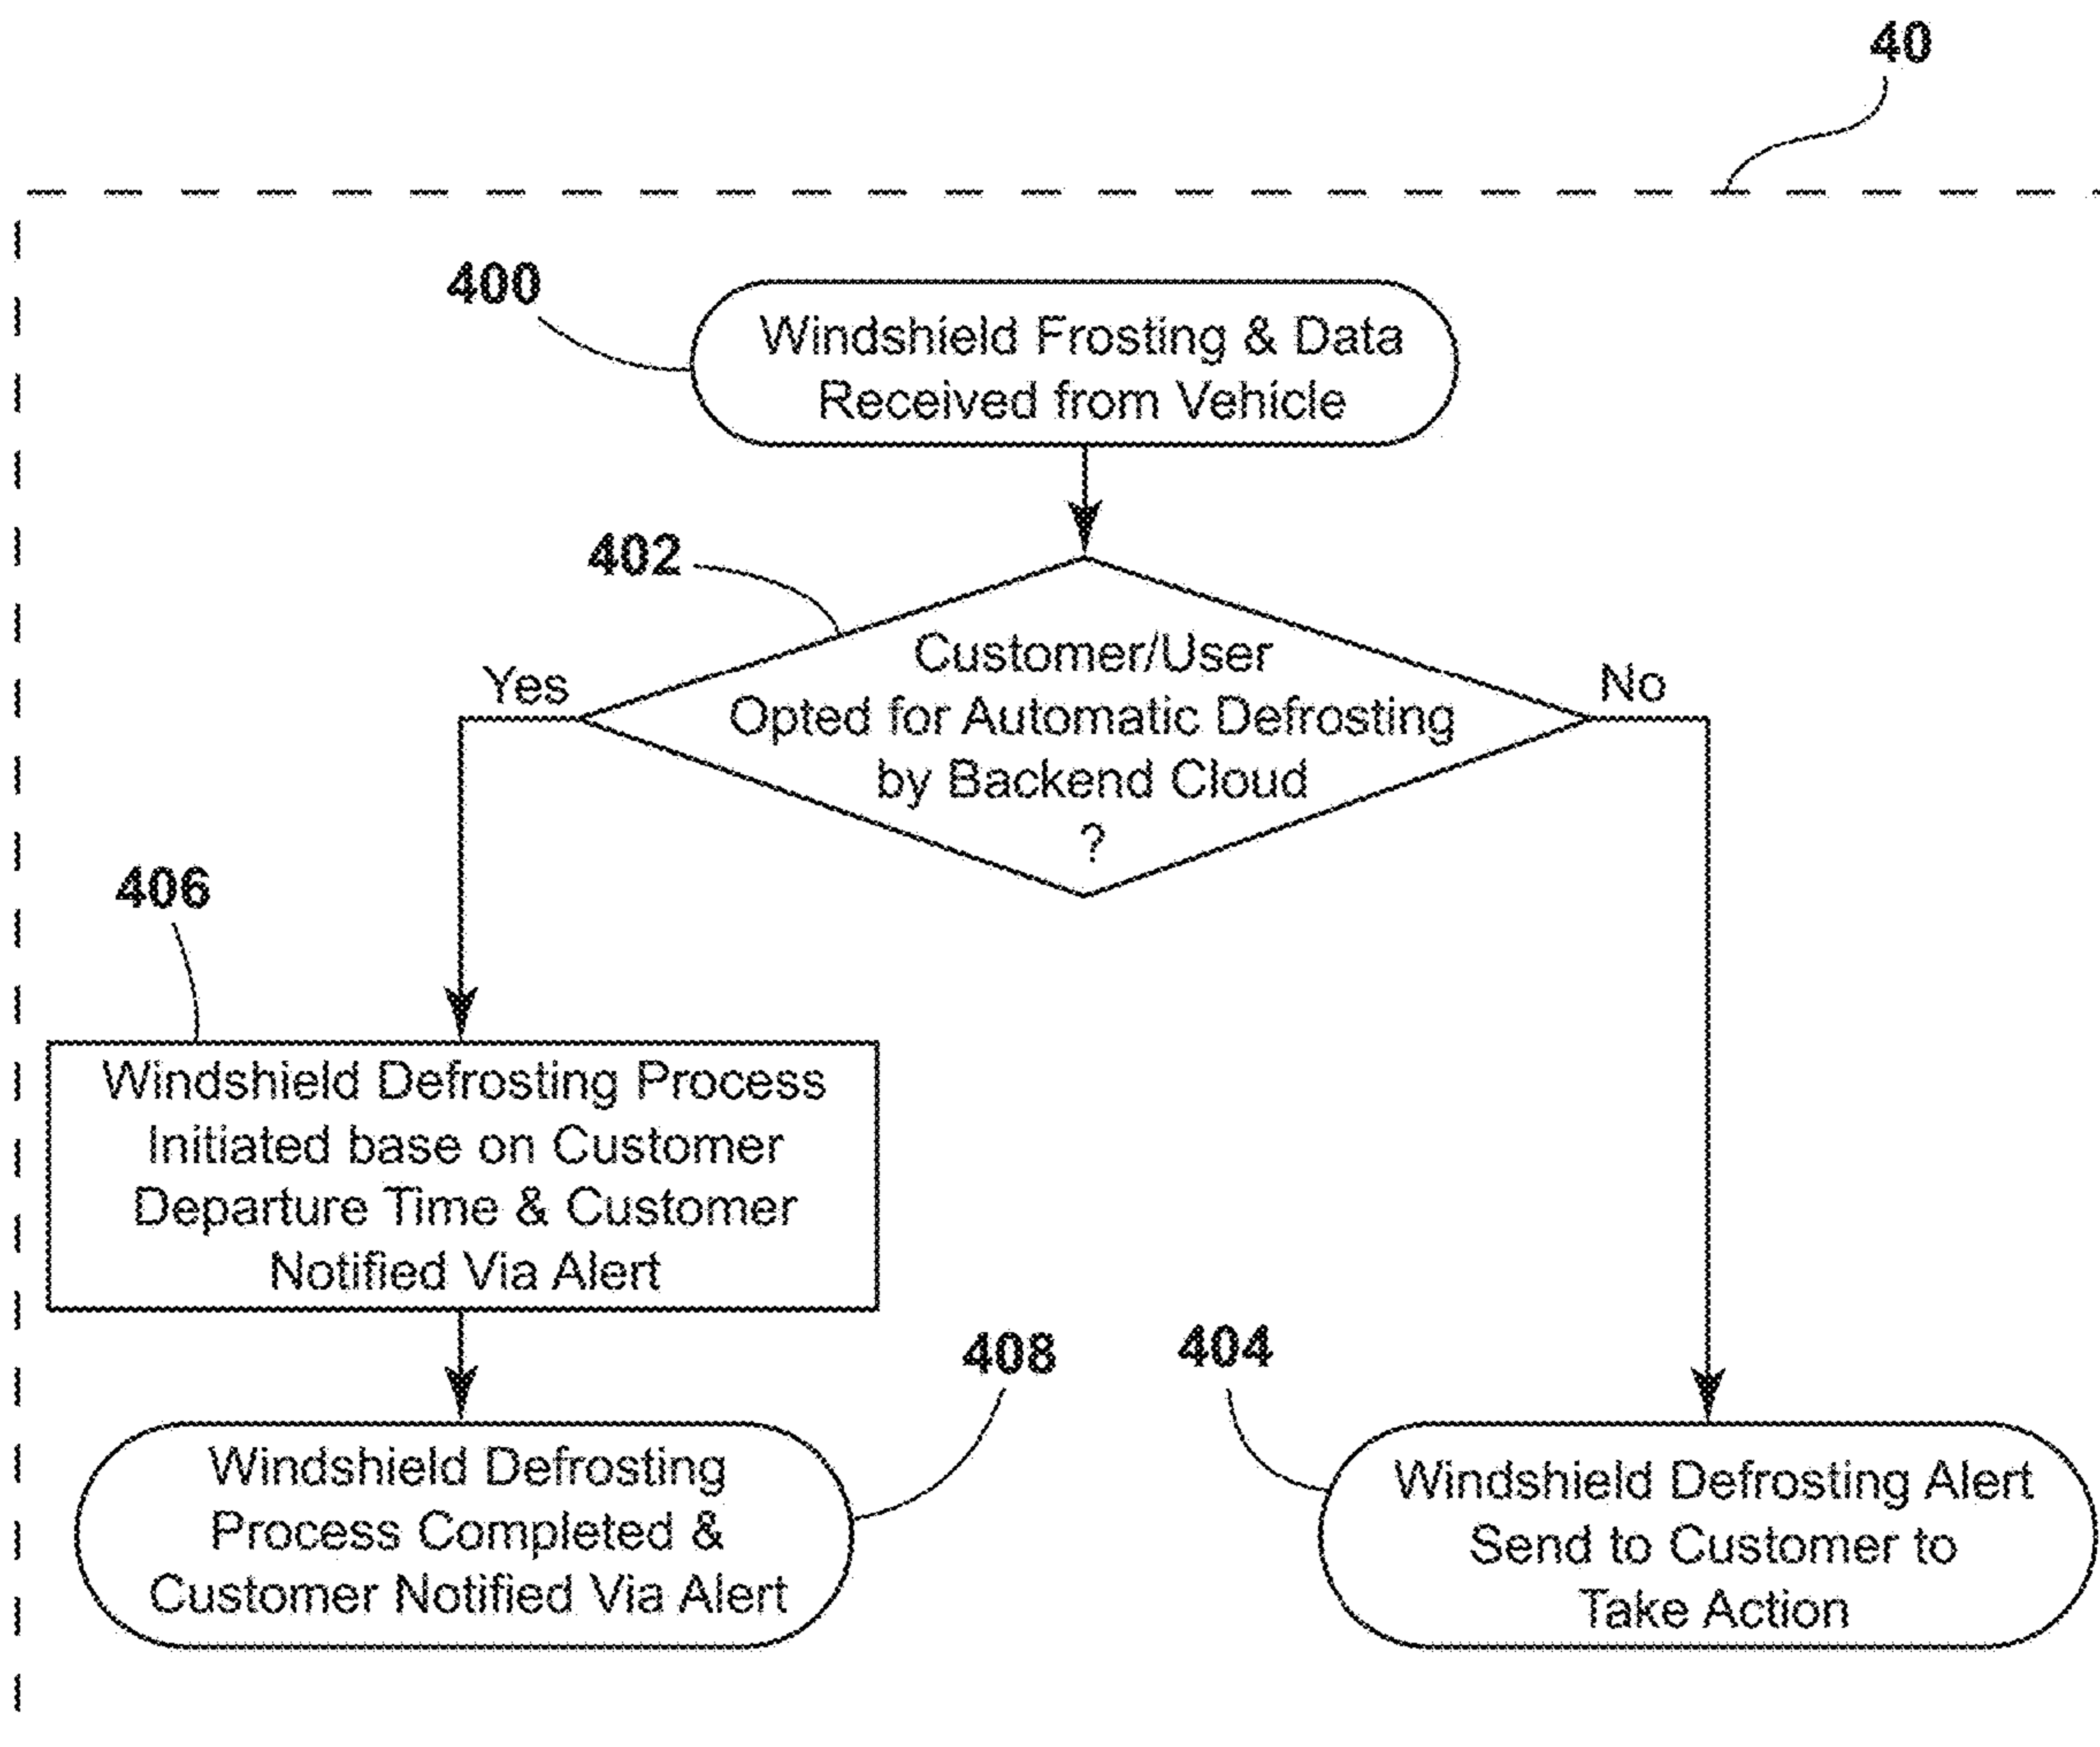 40
400
Windshield Frosting & Data
Received from Vehicle
402
Customer/User
Opted for Automatic Defrosting
by Backend Cloud
?
Yes
No
406
Windshield Defrosting Process
Initiated base on Customer
Departure Time & Customer
Notified Via Alert
408
Windshield Defrosting
Process Completed &
Customer Notified Via Alert
404
Windshield Defrosting Alert
Send to Customer to
Take Action